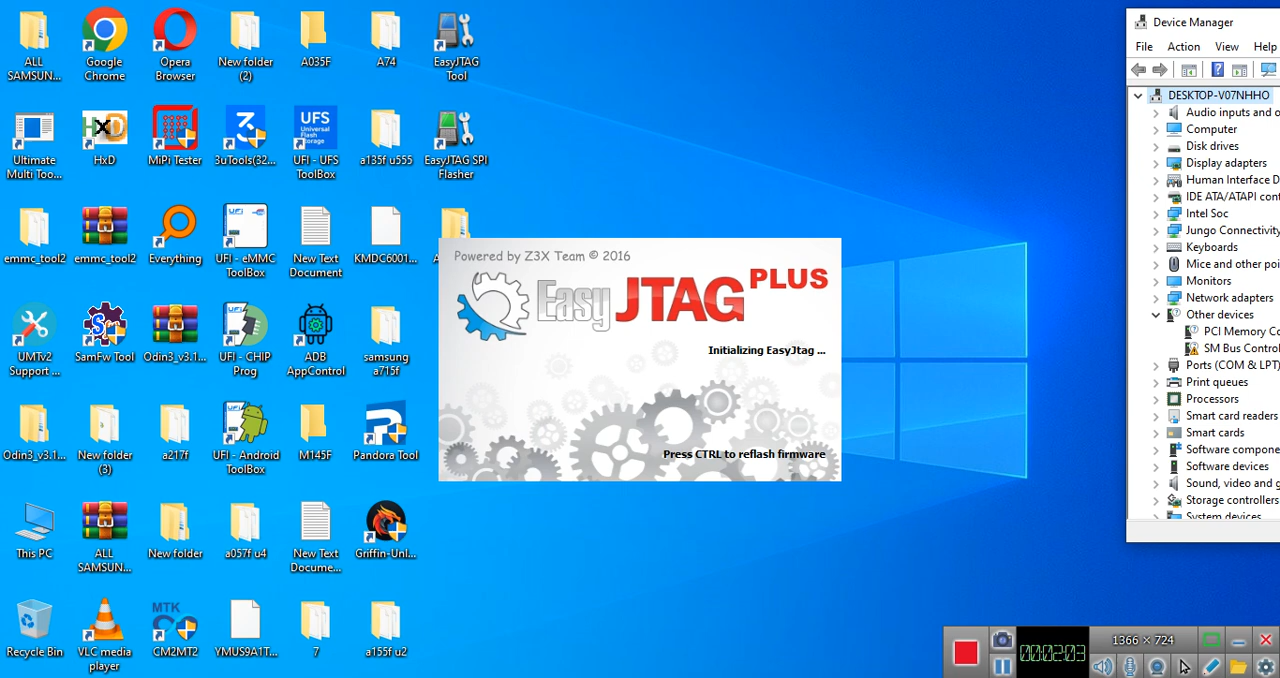 ALL
SAMSUN...
Google
Chrome
Opera
Browser
New folder
(2)
A035F
A74
EasyJTAG
Tool
Ultimate
Multi Too...
HxD
HxD
MiPi Tester
3uTools(32...
UFS
Universal
Flash
Storage
UFI - UFS
ToolBox
a135f u555
EasyJTAG SPI
Flasher
emmc_tool2
emmc_tool2
Everything
UFi
UFI - eMMC
ToolBox
New Text
Document
KMDC6001...
UMTv2
Support ...
Sm
SamFw Tool
Odin3_v3.1...
UFi
UFI - CHIP
Prog
ADB
AppControl
samsung
a715f
Odin3_v3.1...
New folder
(3)
a217f
UFi
UFI - Android
ToolBox
M145F
Pandora Tool
This PC
ALL
SAMSUN...
New folder
a057f u4
New Text
Docume...
Griffin-Unl...
Recycle Bin
VLC media
player
MTK
CM2MT2
YMUS9A1T...
7
a155f u2
Powered by Z3X Team © 2016
Easy JTAG PLUS
Initializing EasyJtag ...
Press CTRL to reflash firmware
Device Manager
File Action View Help
DESKTOP-V07NHHO
Audio inputs and o
Computer
Disk drives
Display adapters
Human Interface D
IDE ATA/ATAPI cont
Intel Soc
Jungo Connectivity
Keyboards
Mice and other poi
Monitors
Network adapters
Other devices
PCI Memory Co
SM Bus Control
Ports (COM & LPT)
Print queues
Processors
Smart card readers
Smart cards
Software compone
Software devices
Sound, video and g
Storage controllers
System devices
00:02:03
1366 × 724